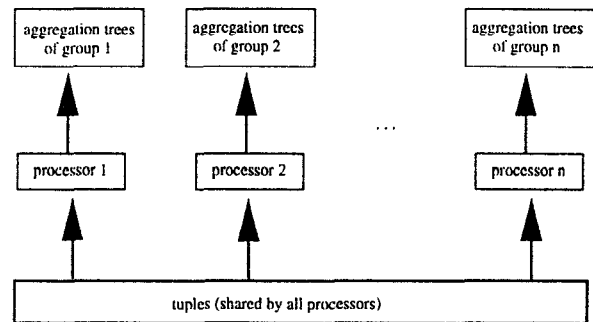 aggregation trees
of group 1
aggregation trees
of group 2
aggregation trees
of group n
...
processor 1
processor 2
processor n
tuples (shared by all processors)